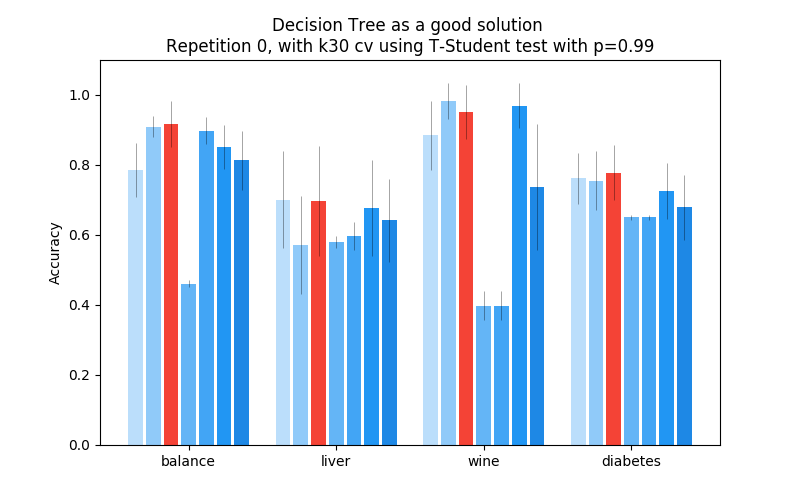 Decision Tree as a good solution
Repetition 0, with k30 cv using T-Student test with p=0.99
Accuracy
1.0
0.8
0.6
0.4
0.2
0.0
balance liver wine diabetes